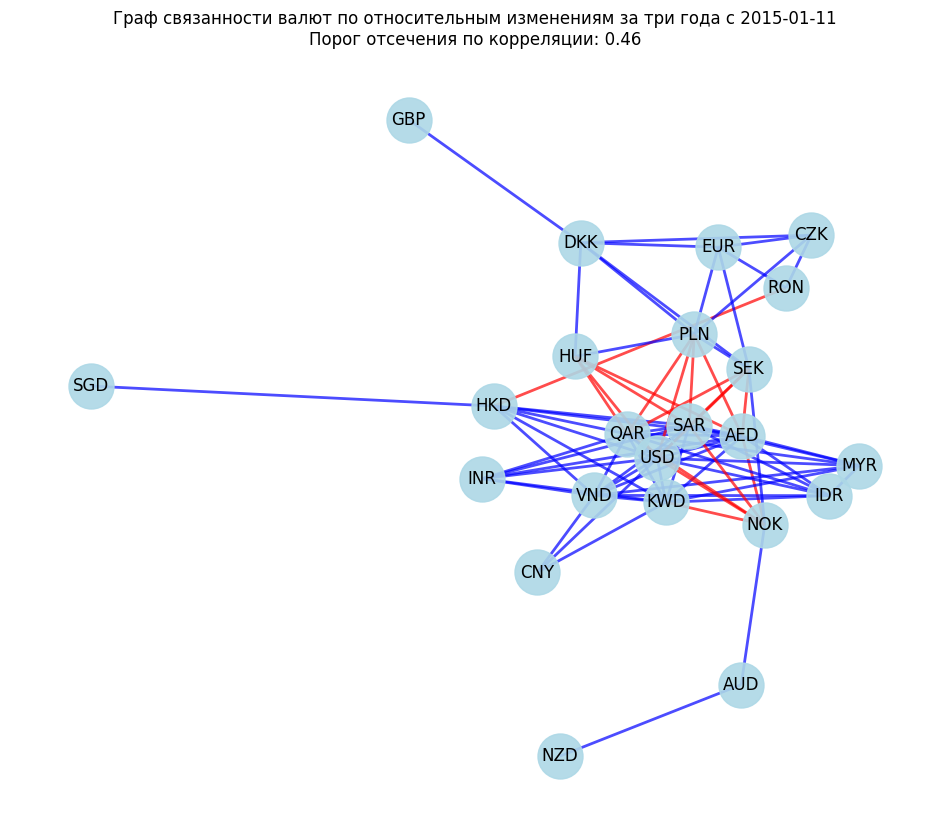 Граф связанности валют по относительным изменениям за три года с 2015-01-11
Порог отсечения по корреляции: 0.46
GBP
DKK
EUR
CZK
RON
PLN
HUF
SEK
SGD
HKD
QAR
SAR
AED
USD
MYR
INR
VND
KWD
IDR
NOK
CNY
AUD
NZD